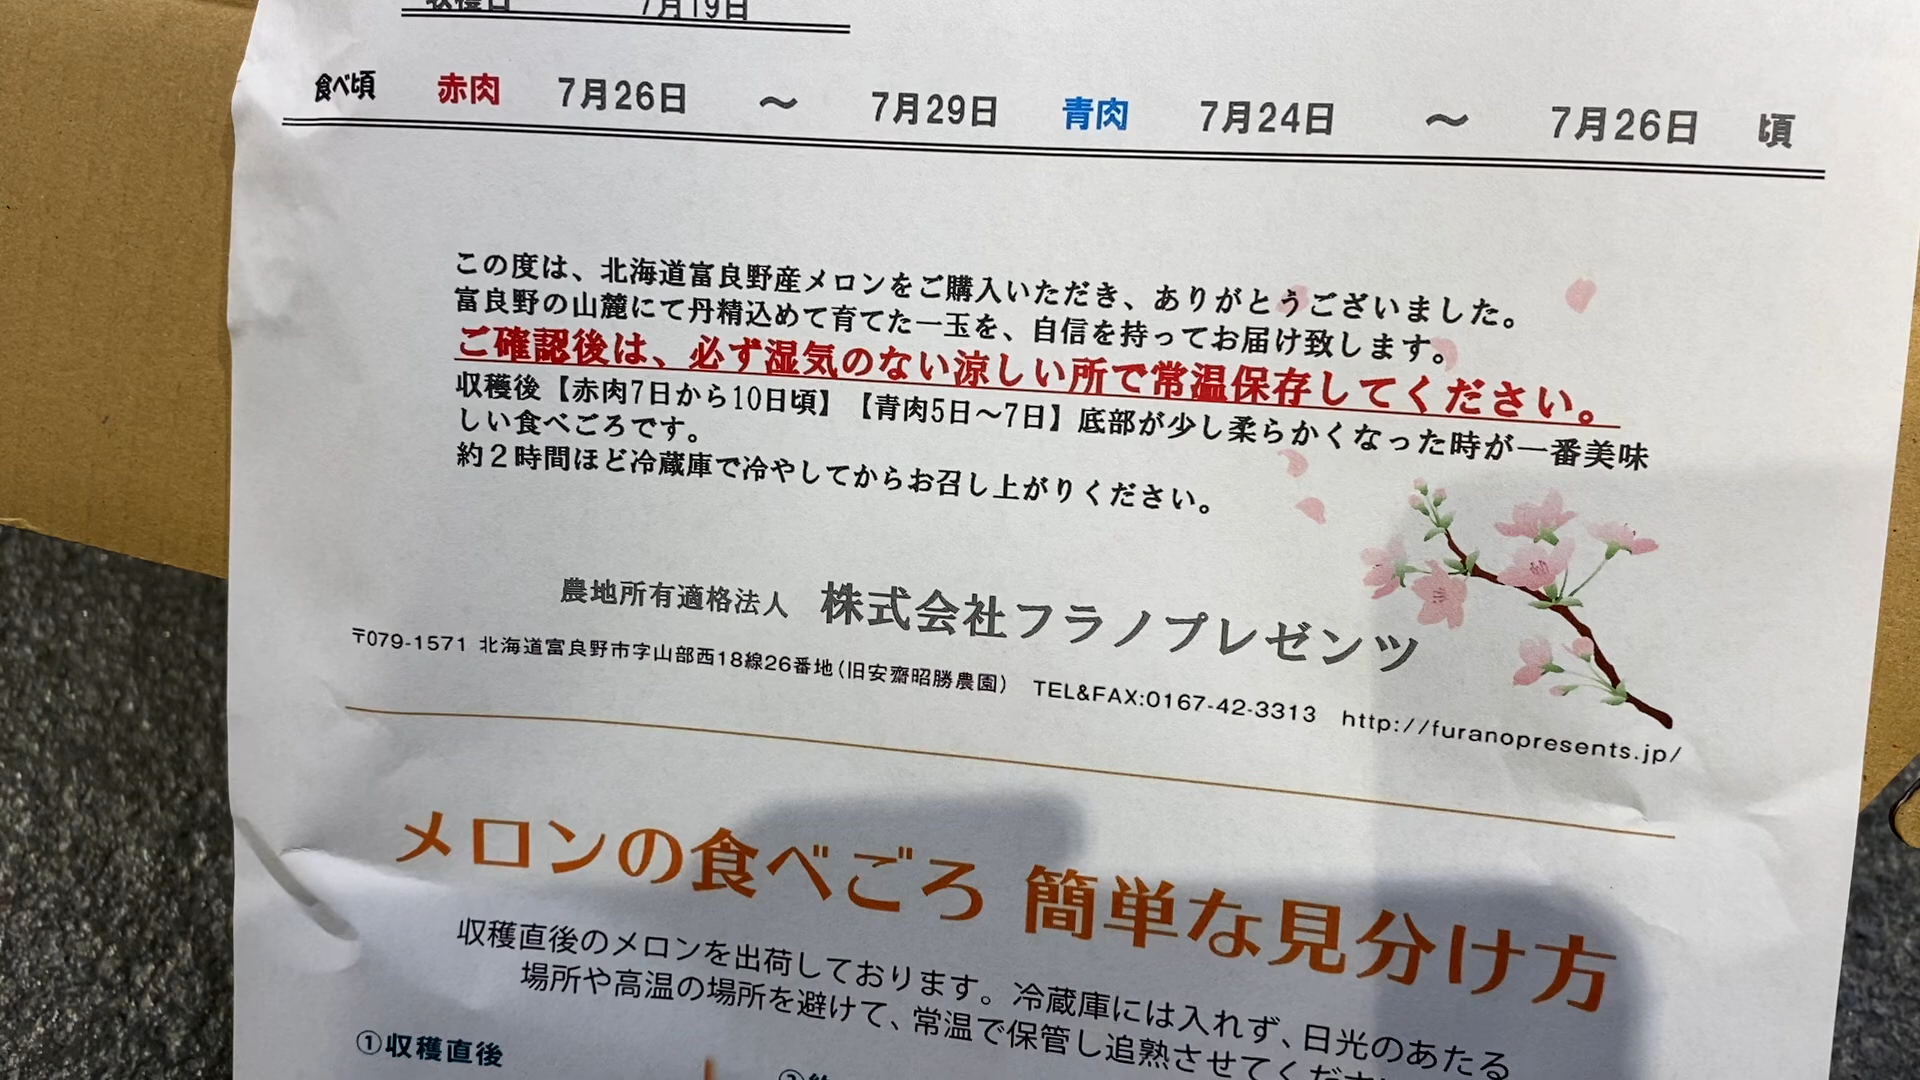 収穫日 7月19日
食べ頃 赤肉 7月26日 ～ 7月29日 青肉 7月24日 ～ 7月26日 頃
この度は、北海道富良野産メロンをご購入いただき、ありがとうございました。
富良野の山麓にて丹精込めて育てた一玉を、自信を持ってお届け致します。
ご確認後は、必ず湿気のない涼しい所で常温保存してください。
収穫後【赤肉7日から10日頃】【青肉5日～7日】底部が少し柔らかくなった時が一番美味
しい食べごろです。
約２時間ほど冷蔵庫で冷やしてからお召し上がりください。
農地所有適格法人 株式会社フラノプレゼンツ
〒079-1571 北海道富良野市字山部西18線26番地(旧安齋昭勝農園) TEL&FAX:0167-42-3313 http://furanopresents.jp/
メロンの食べごろ 簡単な見分け方
収穫直後のメロンを出荷しております。冷蔵庫には入れず、日光のあたる
場所や高温の場所を避けて、常温で保管し追熟させてくだ
①収穫直後